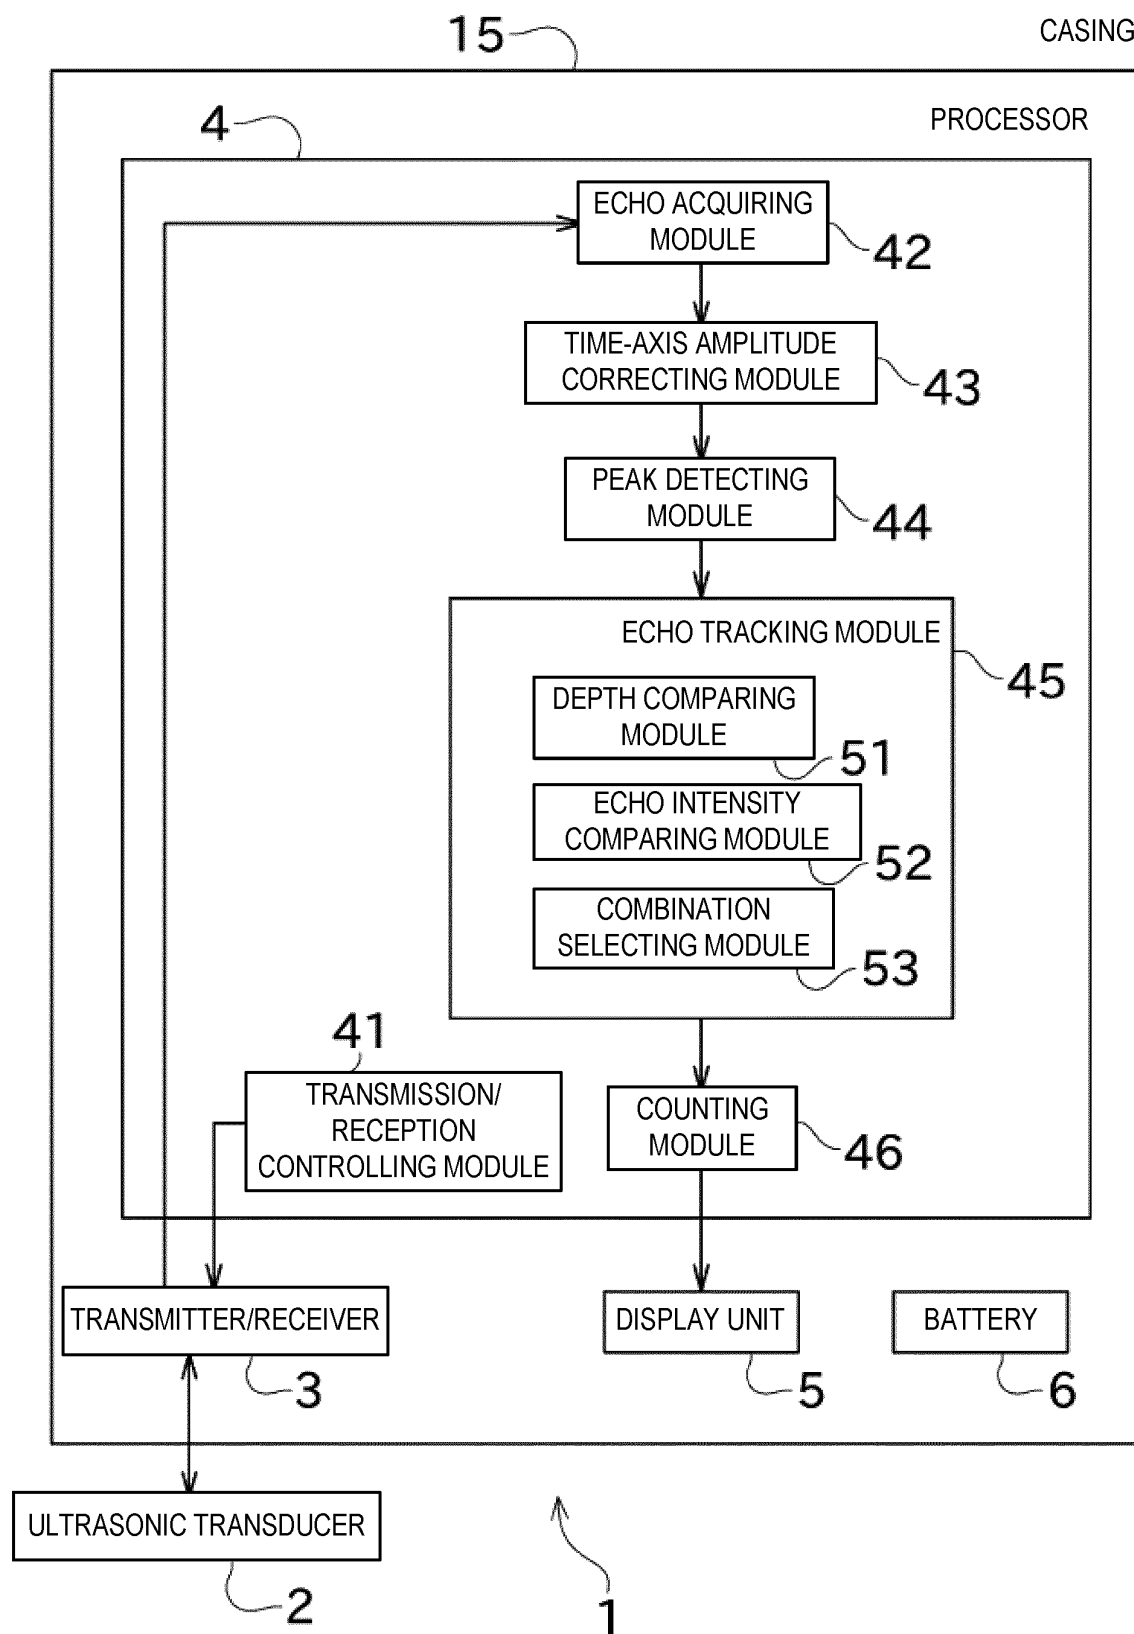 15
CASING
4
PROCESSOR
ECHO ACQUIRING
MODULE
42
TIME-AXIS AMPLITUDE
CORRECTING MODULE
43
PEAK DETECTING
MODULE
44
ECHO TRACKING MODULE
45
DEPTH COMPARING
MODULE
51
ECHO INTENSITY
COMPARING MODULE
52
COMBINATION
SELECTING MODULE
53
41
TRANSMISSION/
RECEPTION
CONTROLLING MODULE
COUNTING
MODULE
46
TRANSMITTER/RECEIVER
3
DISPLAY UNIT
5
BATTERY
6
ULTRASONIC TRANSDUCER
2
1